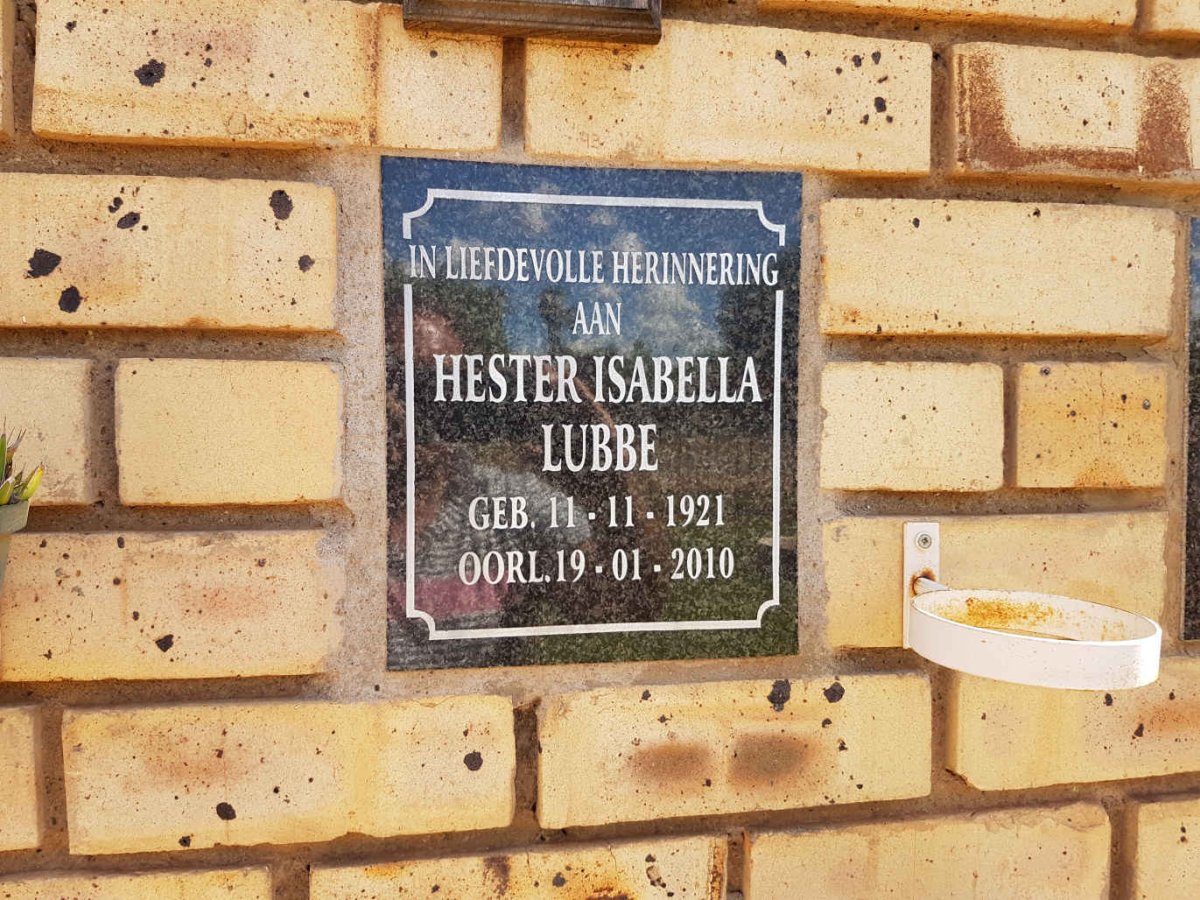 IN LIEFDEVOLLE HERINNERING
AAN
HESTER ISABELLA
LUBBE
GEB. 11 - 11 - 1921
OORL. 19 - 01 - 2010